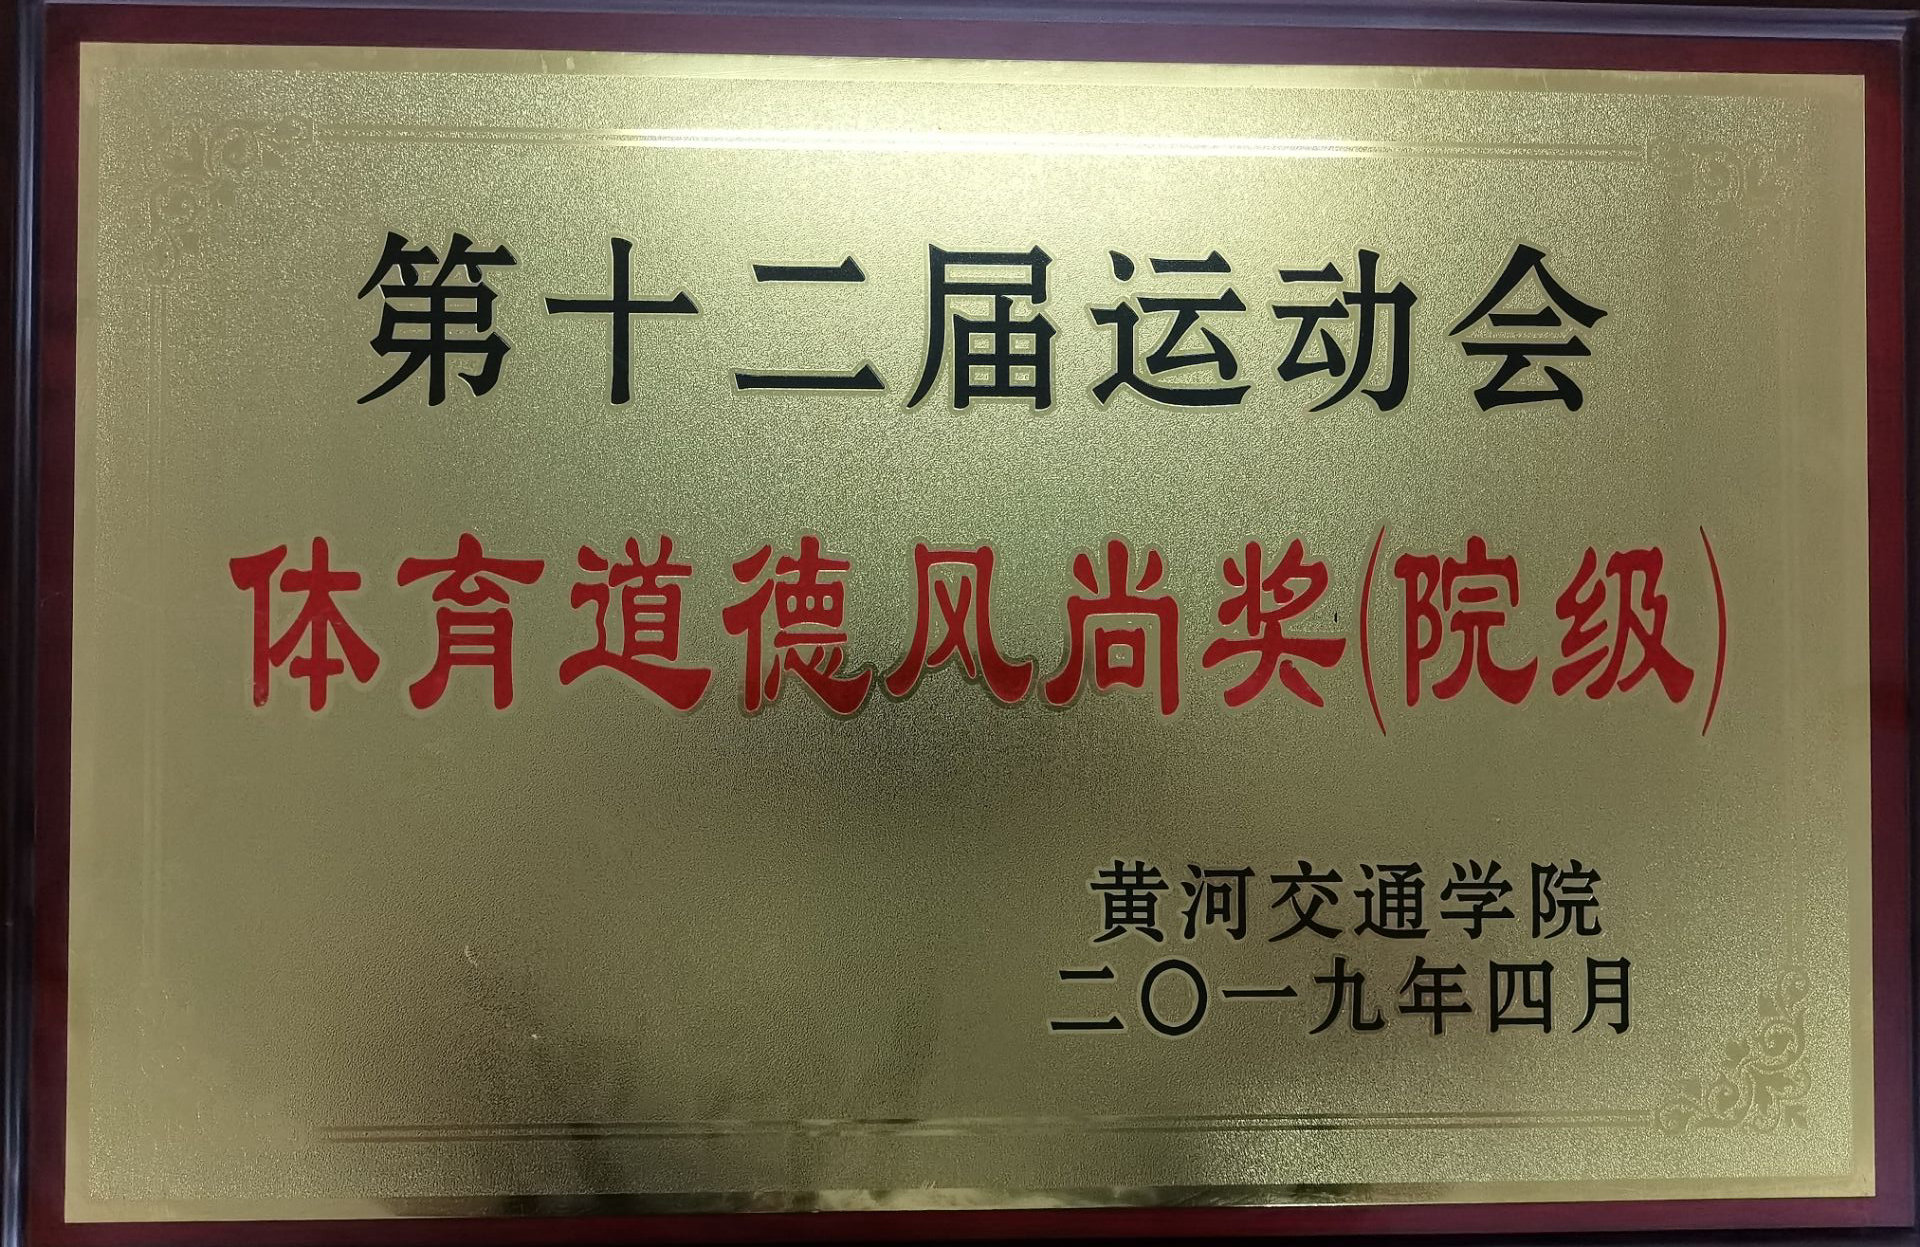 第十二届运动会
体育道德风尚奖(院级)
黄河交通学院
二〇一九年四月